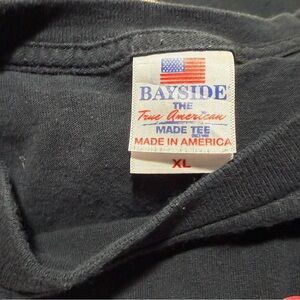 BAYSIDE
THE
True American
MADE TEE
MADE IN AMERICA
XL